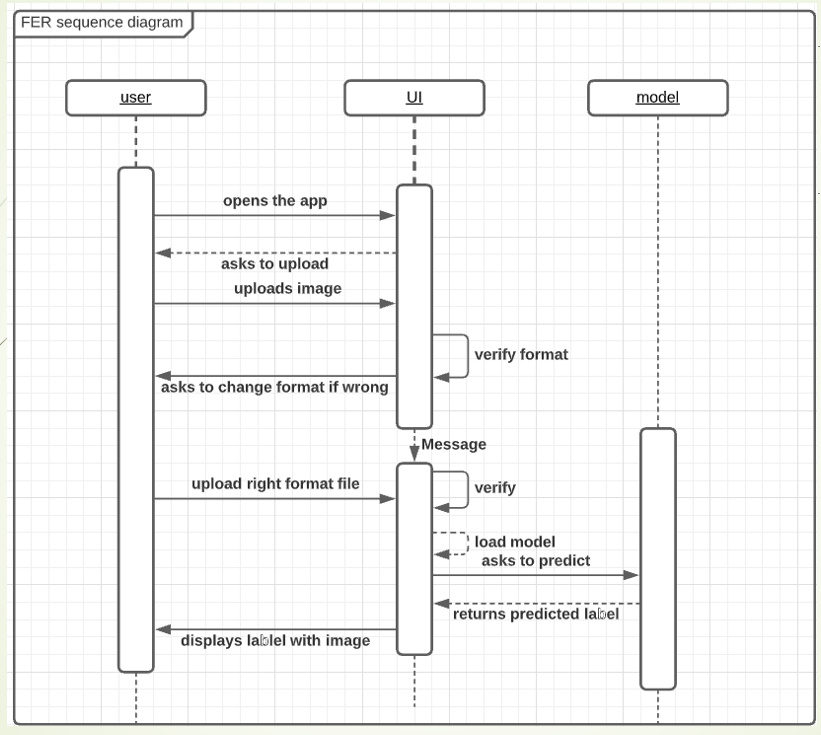 FER sequence diagram
user
UI
model
opens the app
asks to upload
uploads image
verify format
asks to change format if wrong
Message
upload right format file
verify
load model
asks to predict
returns predicted label
displays lablel with image